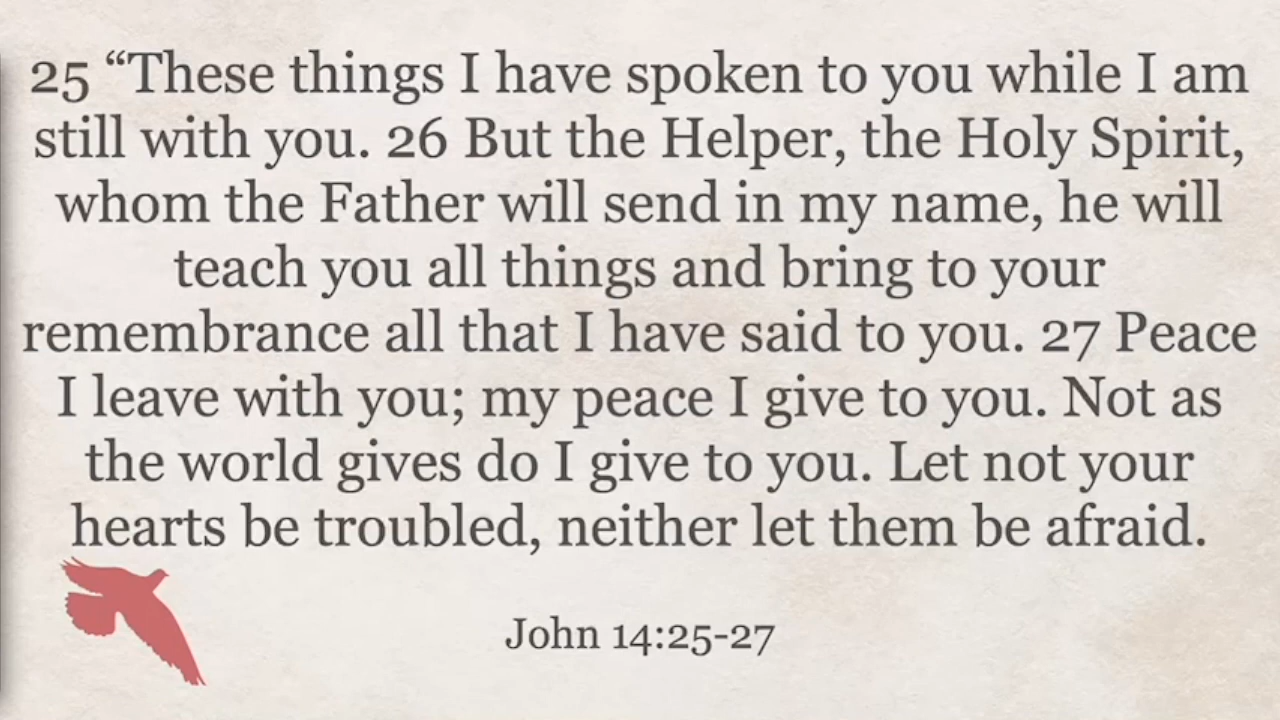 25 “These things I have spoken to you while I am
still with you. 26 But the Helper, the Holy Spirit,
whom the Father will send in my name, he will
teach you all things and bring to your
remembrance all that I have said to you. 27 Peace
I leave with you; my peace I give to you. Not as
the world gives do I give to you. Let not your
hearts be troubled, neither let them be afraid.
John 14:25-27